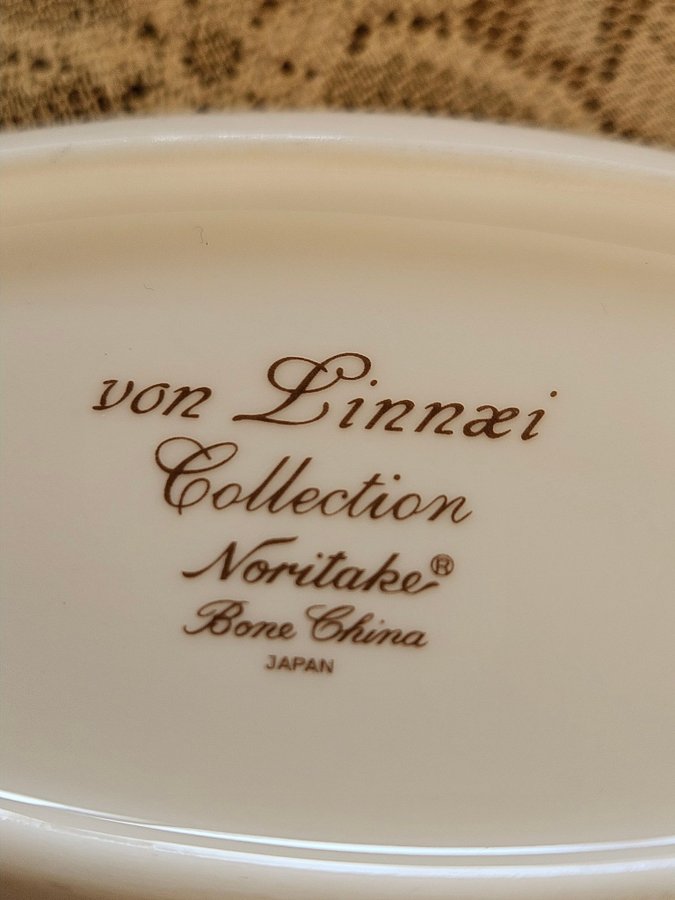 von Linnæi
Collection
Noritake®
Bone China
JAPAN